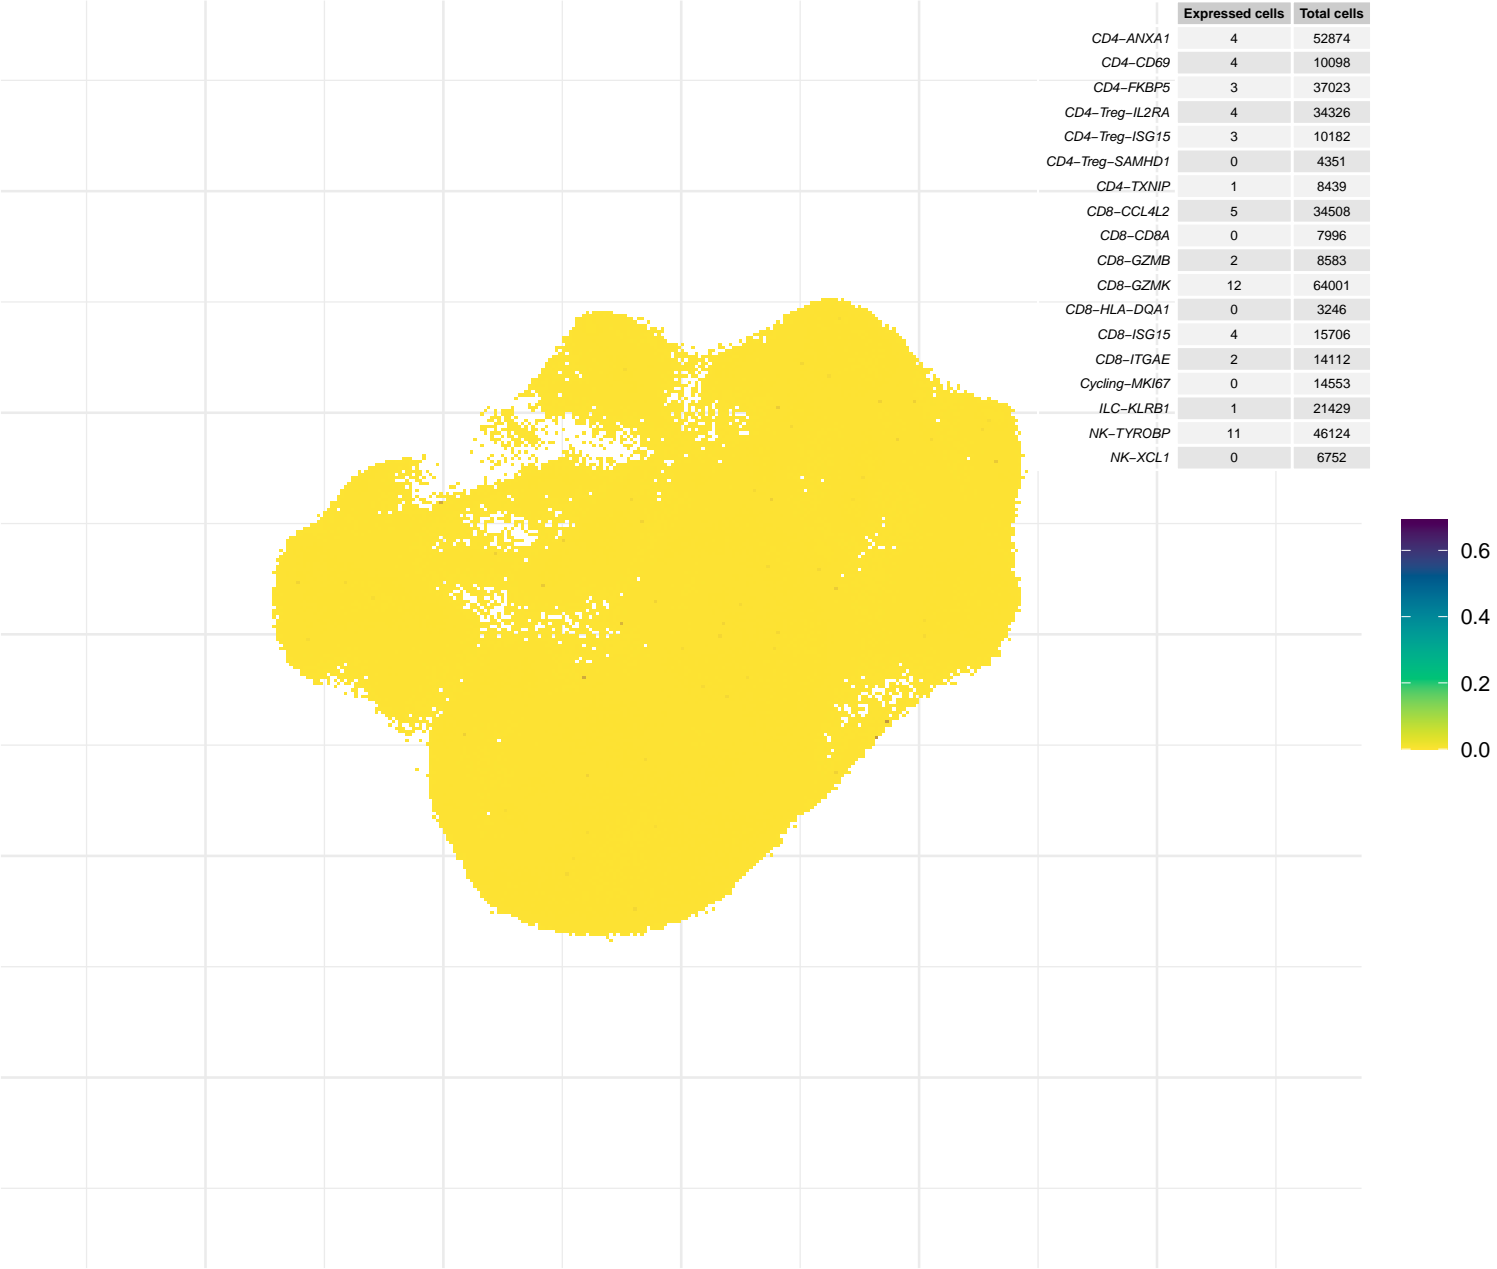 Expressed cells Total cells
CD4−ANXA1 4 52874
CD4−CD69 4 10098
CD4−FKBP5 3 37023
CD4−Treg−IL2RA 4 34326
CD4−Treg−ISG15 3 10182
CD4−Treg−SAMHD1 0 4351
CD4−TXNIP 1 8439
CD8−CCL4L2 5 34508
CD8−CD8A 0 7996
CD8−GZMB 2 8583
CD8−GZMK 12 64001
CD8−HLA−DQA1 0 3246
CD8−ISG15 4 15706
CD8−ITGAE 2 14112
Cycling−MKI67 0 14553
ILC−KLRB1 1 21429
NK−TYROBP 11 46124
NK−XCL1 0 6752
0.6
0.4
0.2
0.0